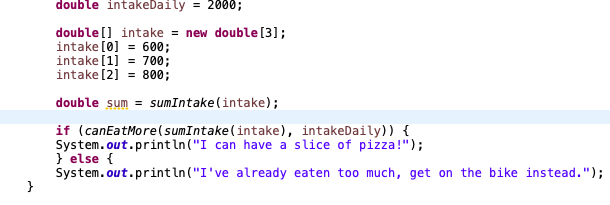 double intakeDaily = 2000;
double[] intake = new double[3];
intake[0] = 600;
intake[1] = 700;
intake[2] = 800;
double sum = sumIntake(intake);
if (canEatMore(sumIntake(intake), intakeDaily)) {
System.out.println("I can have a slice of pizza!");
} else {
System.out.println("I've already eaten too much, get on the bike instead.");
}